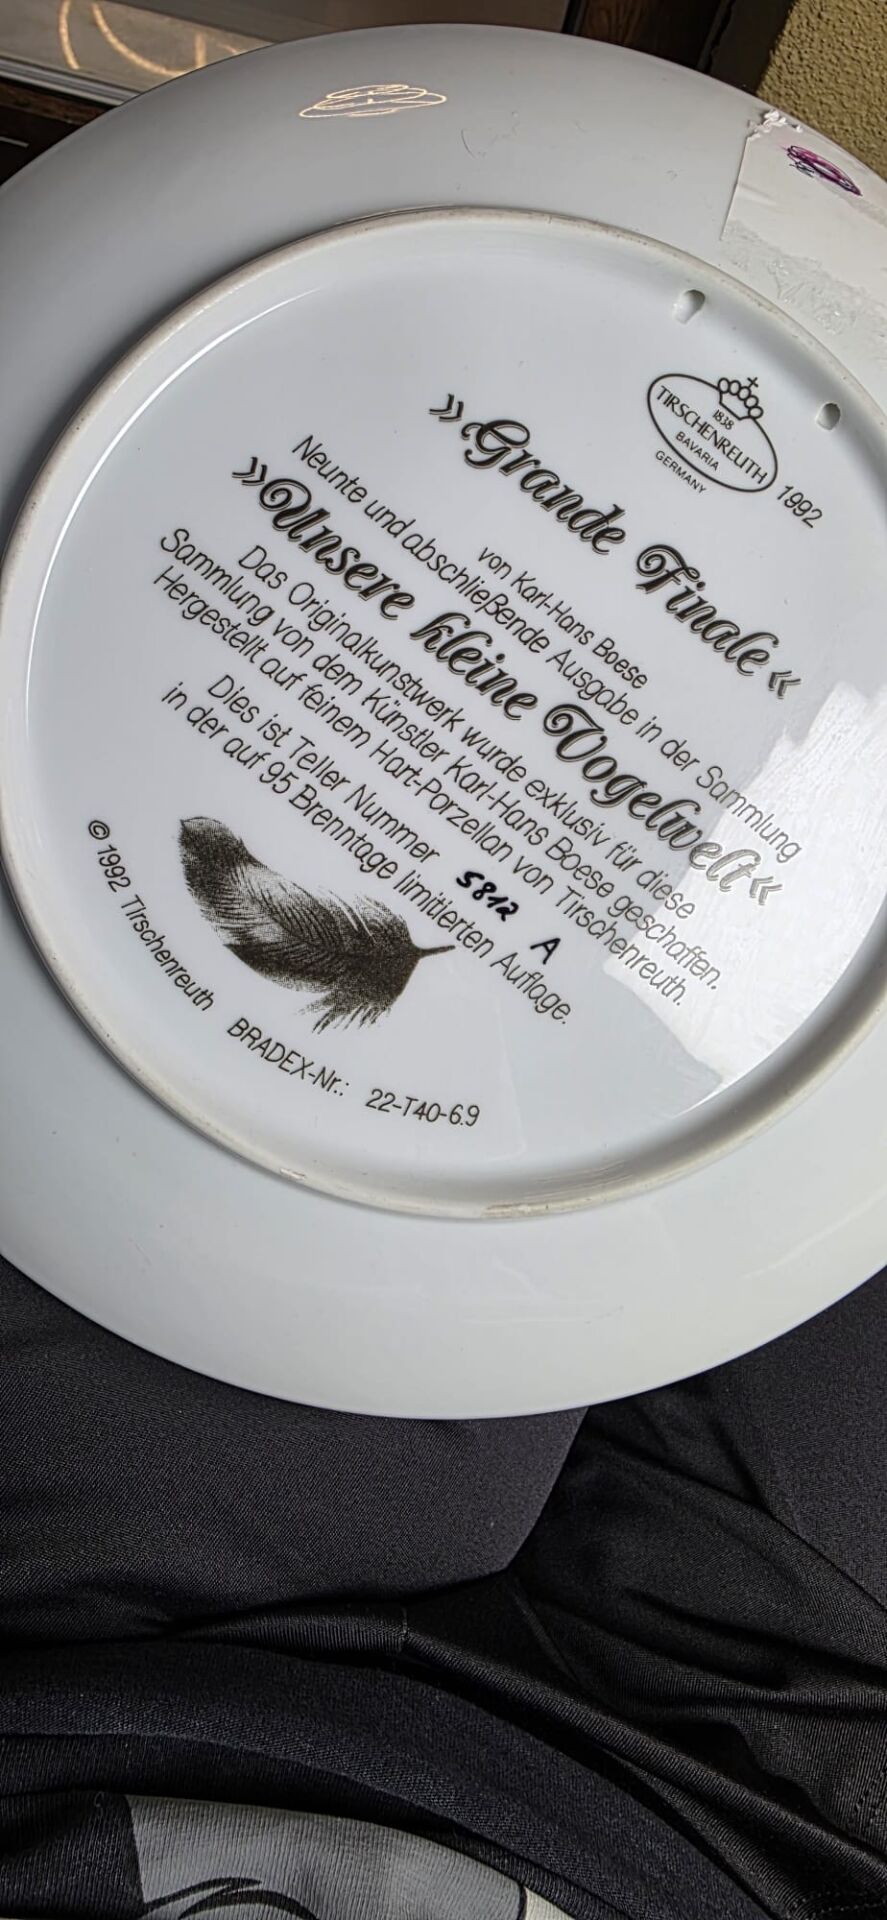 1838
TIRSCHENREUTH
BAVARIA
GERMANY
1992
»Grande Finale«
von Karl-Hans Boese
Neunte und abschließende Ausgabe in der Sammlung
»Unsere kleine Vogelwelt«
Das Originalkunstwerk wurde exklusiv für diese
Sammlung von dem Künstler Karl-Hans Boese geschaffen.
Hergestellt auf feinem Hart-Porzellan von Tirschenreuth.
Dies ist Teller Nummer 5812 A
in der auf 95 Brenntage limitierten Auflage.
© 1992 Tirschenreuth BRADEX-Nr.: 22-T40-6.9